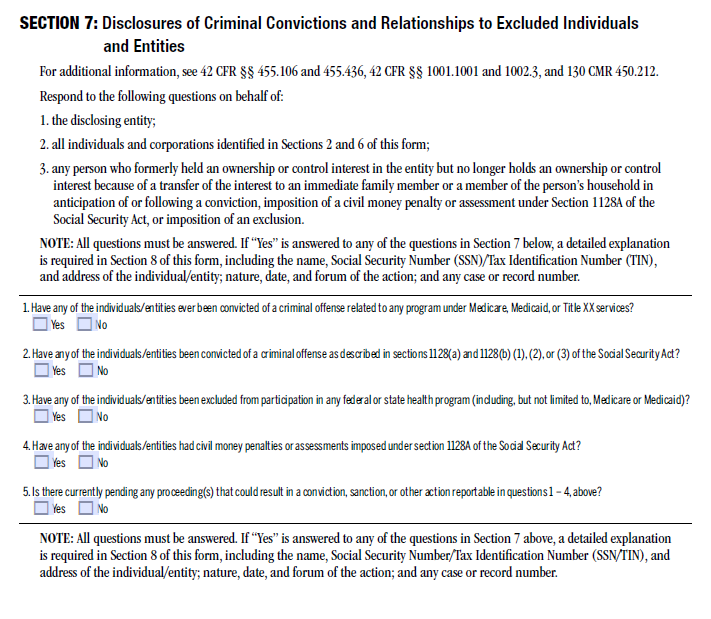 SECTION 7: Disclosures of Criminal Convictions and Relationships to Excluded Individuals
and Entities
For additional information, see 42 CFR §§ 455.106 and 455.436, 42 CFR §§ 1001.1001 and 1002.3, and 130 CMR 450.212.
Respond to the following questions on behalf of:
1. the disclosing entity;
2. all individuals and corporations identified in Sections 2 and 6 of this form;
3. any person who formerly held an ownership or control interest in the entity but no longer holds an ownership or control
interest because of a transfer of the interest to an immediate family member or a member of the person's household in
anticipation of or following a conviction, imposition of a civil money penalty or assessment under Section 1128A of the
Social Security Act, or imposition of an exclusion.
NOTE: All questions must be answered. If "Yes" is answered to any of the questions in Section 7 below, a detailed explanation
is required in Section 8 of this form, including the name, Social Security Number (SSN)/Tax Identification Number (TIN),
and address of the individual/entity; nature, date, and forum of the action; and any case or record number.
1. Have any of the individuals/entities ever been convicted of a criminal offense related to any program under Medicare, Medicaid, or Title XX services?
Yes No
2. Have any of the individuals/entities been convicted of a criminal offense as described in sections 1128(a) and 1128(b) (1), (2), or (3) of the Social Security Act?
Yes No
3. Have any of the individuals/entities been excluded from participation in any federal or state health program (including, but not limited to, Medicare or Medicaid)?
Yes No
4. Have any of the individuals/entities had civil money penalties or assessments imposed under section 1128A of the Social Security Act?
Yes No
5. Is there currently pending any proceeding(s) that could result in a conviction, sanction, or other action reportable in questions 1 – 4, above?
Yes No
NOTE: All questions must be answered. If "Yes" is answered to any of the questions in Section 7 above, a detailed explanation
is required in Section 8 of this form, including the name, Social Security Number/Tax Identification Number (SSN/TIN), and
address of the individual/entity; nature, date, and forum of the action; and any case or record number.